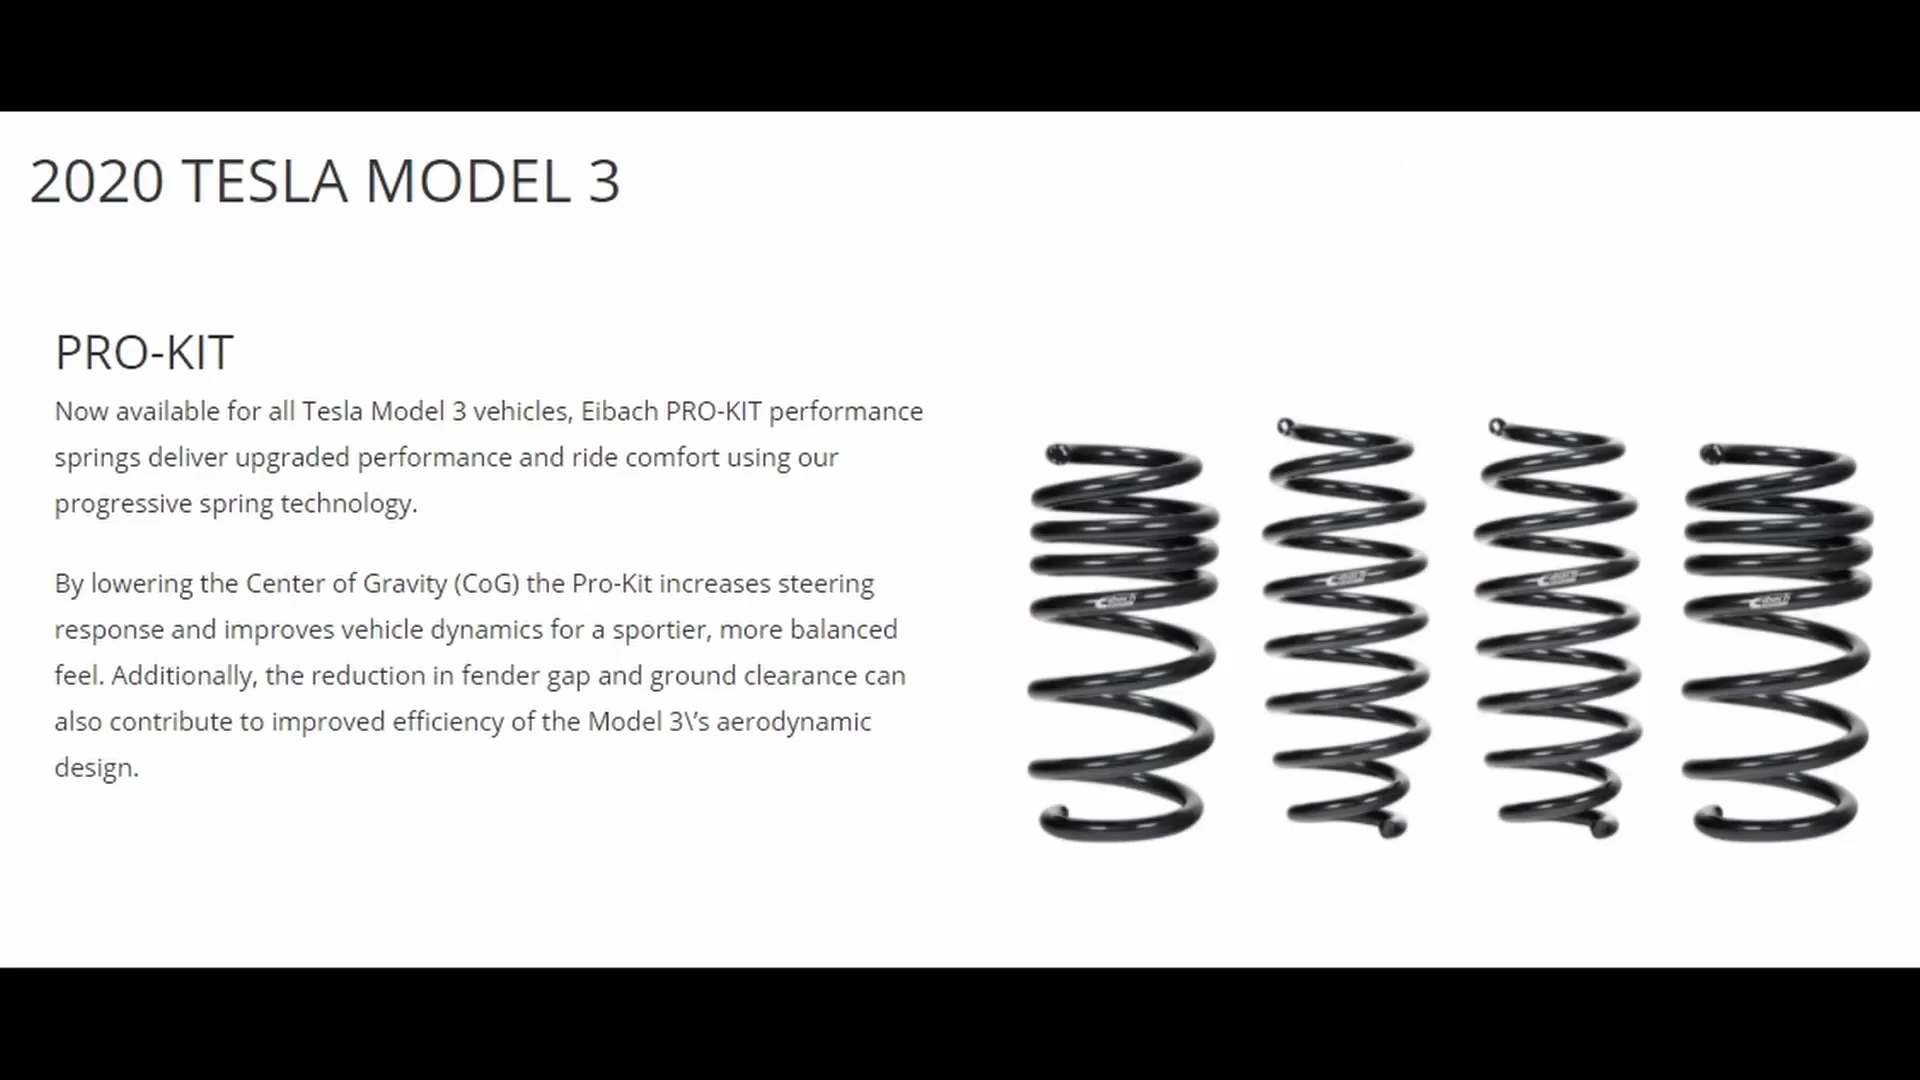 2020 TESLA MODEL 3
PRO-KIT
Now available for all Tesla Model 3 vehicles, Eibach PRO-KIT performance
springs deliver upgraded performance and ride comfort using our
progressive spring technology.
By lowering the Center of Gravity (CoG) the Pro-Kit increases steering
response and improves vehicle dynamics for a sportier, more balanced
feel. Additionally, the reduction in fender gap and ground clearance can
also contribute to improved efficiency of the Model 3\'s aerodynamic
design.